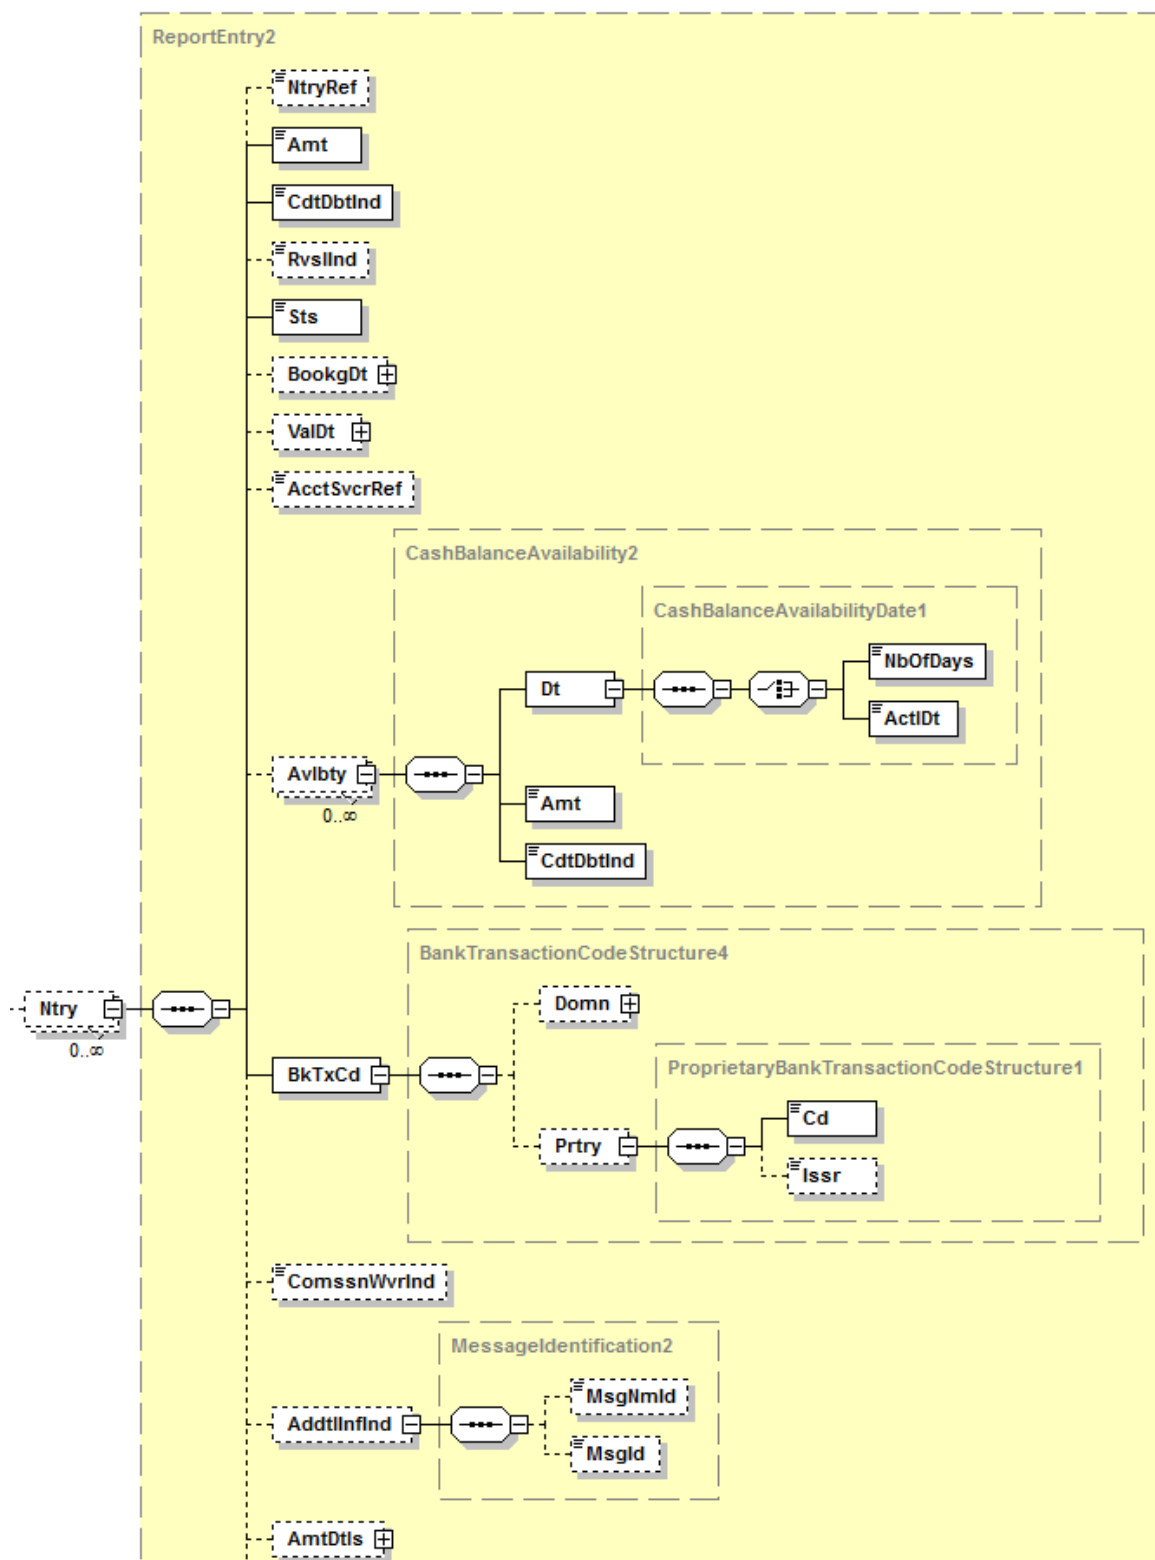 ReportEntry2
NtryRef
Amt
CdtDbtInd
RvslInd
Sts
BookgDt
ValDt
AcctSvcrRef
CashBalanceAvailability2
CashBalanceAvailabilityDate1
NbOfDays
Dt
ActlDt
Avlbty
0..∞
Amt
CdtDbtInd
BankTransactionCodeStructure4
Domn
Ntry
0..∞
ProprietaryBankTransactionCodeStructure1
BkTxCd
Cd
Prtry
Issr
ComssnWvrInd
MessageIdentification2
MsgNmId
AddtlInfInd
MsgId
AmtDtls